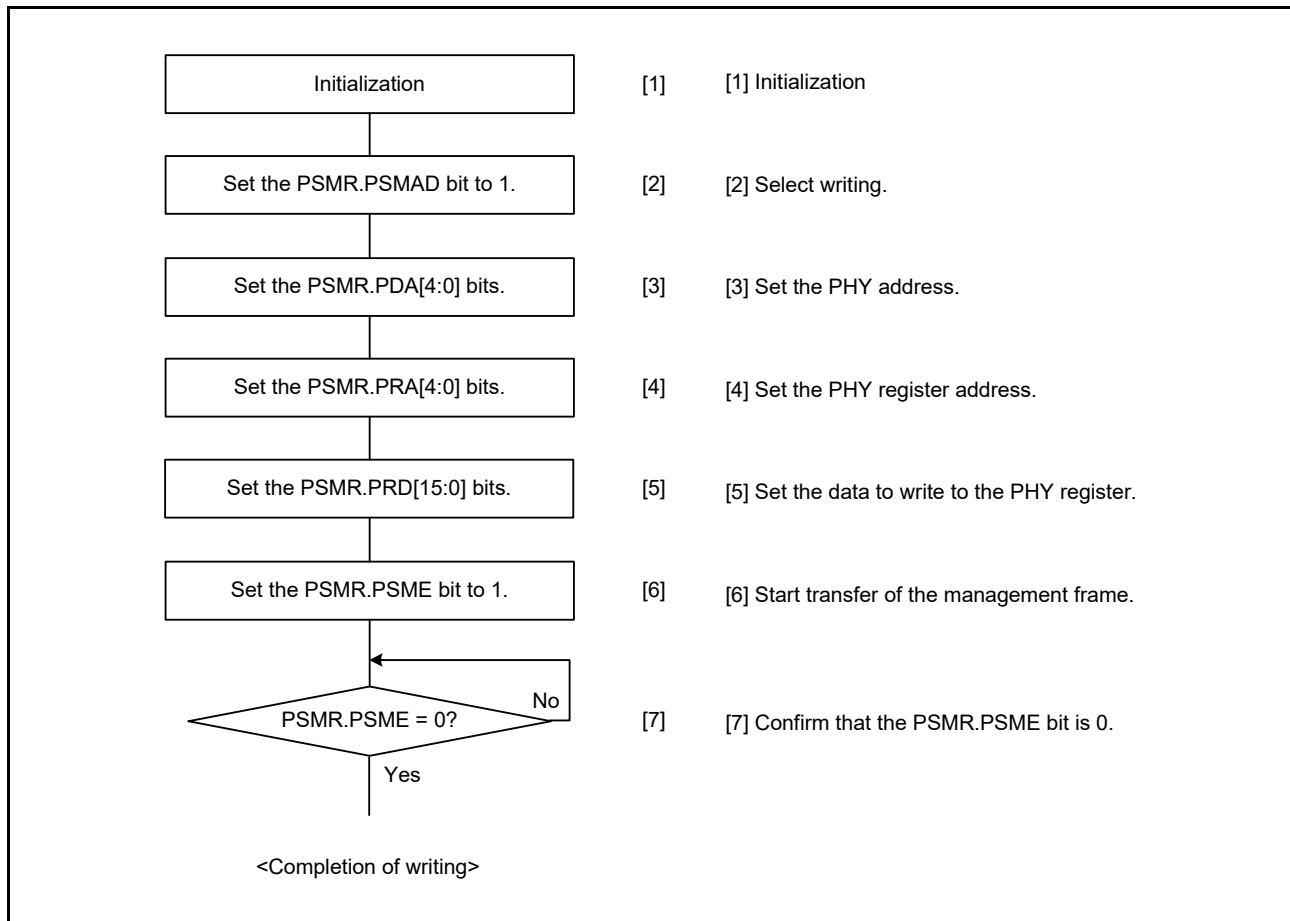 Initialization [1] [1] Initialization
Set the PSMR.PSMAD bit to 1. [2] [2] Select writing.
Set the PSMR.PDA[4:0] bits. [3] [3] Set the PHY address.
Set the PSMR.PRA[4:0] bits. [4] [4] Set the PHY register address.
Set the PSMR.PRD[15:0] bits. [5] [5] Set the data to write to the PHY register.
Set the PSMR.PSME bit to 1. [6] [6] Start transfer of the management frame.
No
PSMR.PSME = 0? [7] [7] Confirm that the PSMR.PSME bit is 0.
Yes
<Completion of writing>